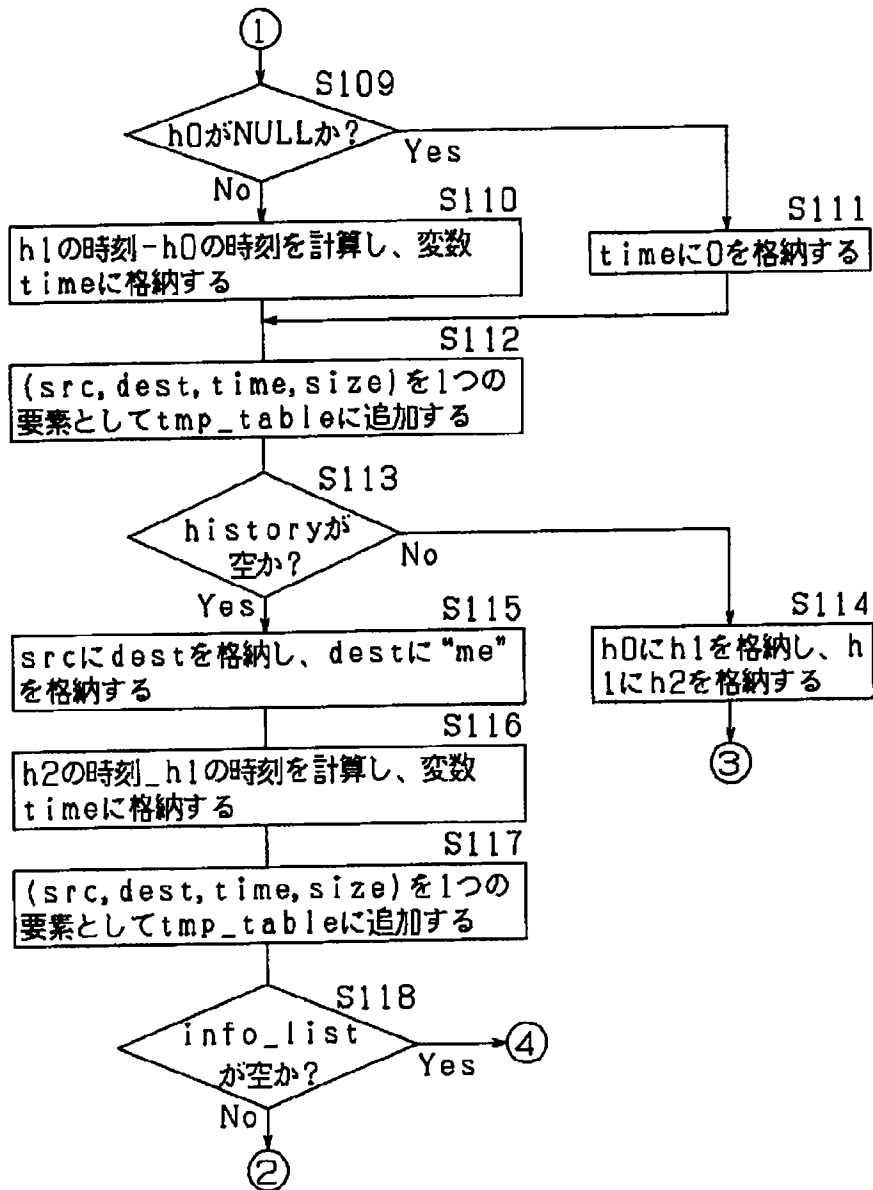 ①
S109
h0がNULLか?
Yes
No
S110
h1の時刻-h0の時刻を計算し、変数
timeに格納する
S111
timeに0を格納する
S112
(src,dest,time,size)を1つの
要素としてtmp_tableに追加する
S113
historyが
空か?
No
Yes
S115
srcにdestを格納し、destに“me”
を格納する
S114
h0にh1を格納し、h
1にh2を格納する
③
S116
h2の時刻_h1の時刻を計算し、変数
timeに格納する
S117
(src,dest,time,size)を1つの
要素としてtmp_tableに追加する
S118
info_list
が空か?
Yes
④
No
②